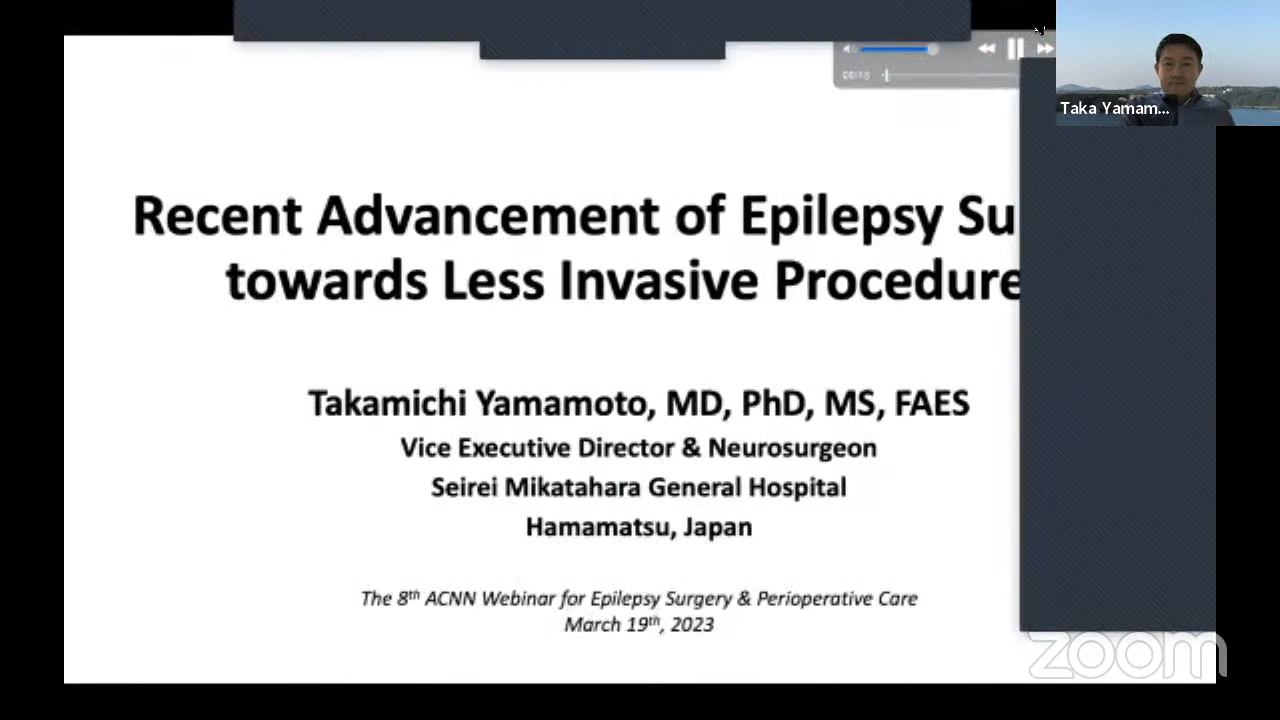 Taka Yamam...
Recent Advancement of Epilepsy Su
towards Less Invasive Procedure
Takamichi Yamamoto, MD, PhD, MS, FAES
Vice Executive Director & Neurosurgeon
Seirei Mikatahara General Hospital
Hamamatsu, Japan
The 8th ACNN Webinar for Epilepsy Surgery & Perioperative Care
March 19th, 2023
zoom